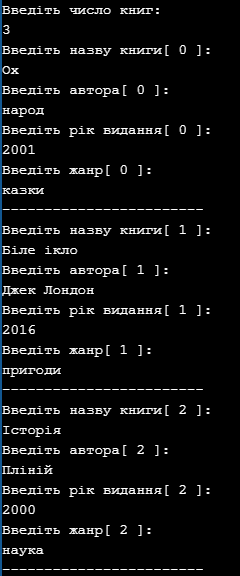 Введіть число книг:
3
Введіть назву книги[ 0 ]:
Ох
Введіть автора[ 0 ]:
народ
Введіть рік видання[ 0 ]:
2001
Введіть жанр[ 0 ]:
казки
-------------------------
Введіть назву книги[ 1 ]:
Біле ікло
Введіть автора[ 1 ]:
Джек Лондон
Введіть рік видання[ 1 ]:
2016
Введіть жанр[ 1 ]:
пригоди
-------------------------
Введіть назву книги[ 2 ]:
Історія
Введіть автора[ 2 ]:
Пліній
Введіть рік видання[ 2 ]:
2000
Введіть жанр[ 2 ]:
наука
-------------------------